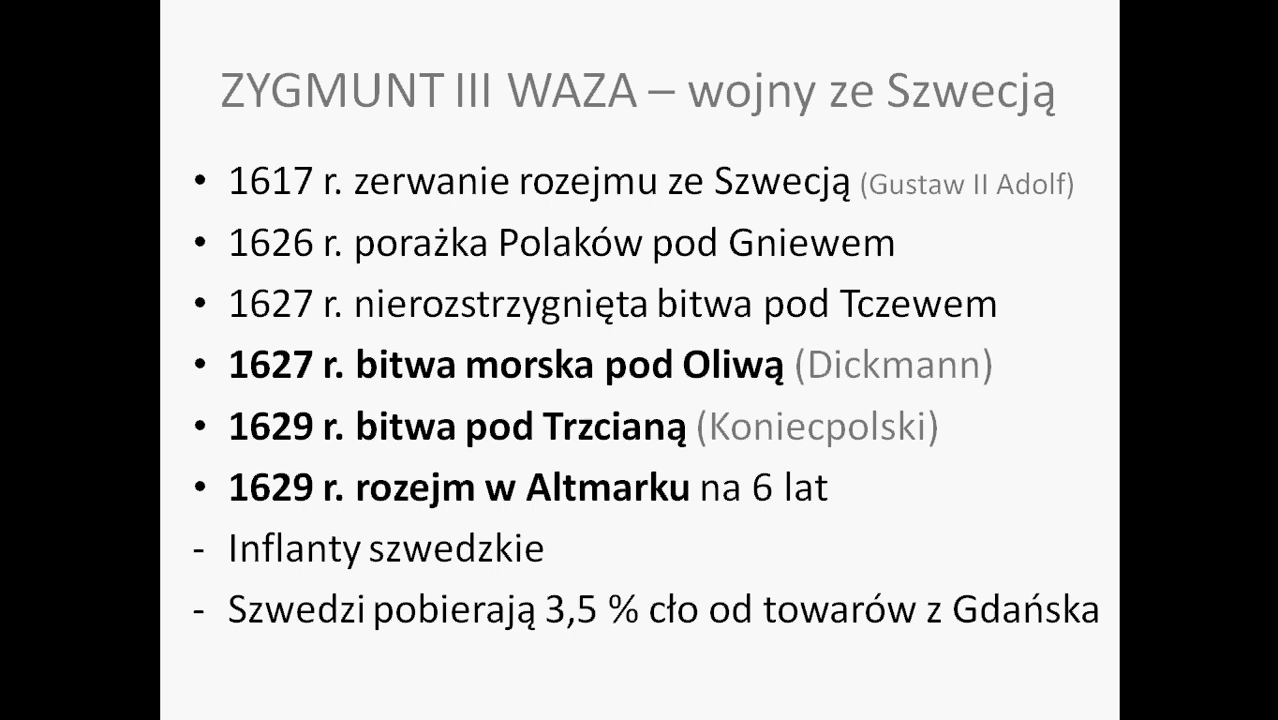 ZYGMUNT III WAZA – wojny ze Szwecją
• 1617 r. zerwanie rozejmu ze Szwecją (Gustaw II Adolf)
• 1626 r. porażka Polaków pod Gniewem
• 1627 r. nierozstrzygnięta bitwa pod Tczewem
• 1627 r. bitwa morska pod Oliwą (Dickmann)
• 1629 r. bitwa pod Trzcianą (Koniecpolski)
• 1629 r. rozejm w Altmarku na 6 lat
- Inflanty szwedzkie
- Szwedzi pobierają 3,5 % cło od towarów z Gdańska